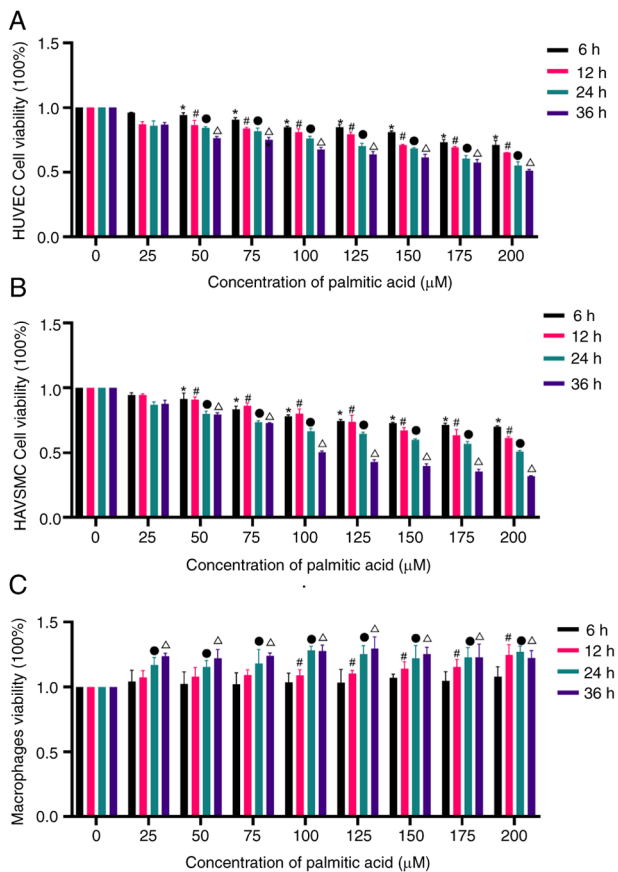 A
HUVEC Cell viability (100%)
1.5
1.0
0.5
0.0
* # ● △ * # ● △ * # ● △ * # ● △ * # ● △ * # ● △ * # ● △
6 h
12 h
24 h
36 h
0 25 50 75 100 125 150 175 200
Concentration of palmitic acid (μM)
B
HAVSMC Cell viability (100%)
1.5
1.0
0.5
0.0
* # ● △ * # ● △ * # ● △ * # ● △ * # ● △ * # ● △ * # ● △
6 h
12 h
24 h
36 h
0 25 50 75 100 125 150 175 200
Concentration of palmitic acid (μM)
C
Macrophages viability (100%)
1.5
1.0
0.5
0.0
● △ ● △ ● △ # ● △ # ● △ # ● △ # ● △ # ● △
6 h
12 h
24 h
36 h
0 25 50 75 100 125 150 175 200
Concentration of palmitic acid (μM)